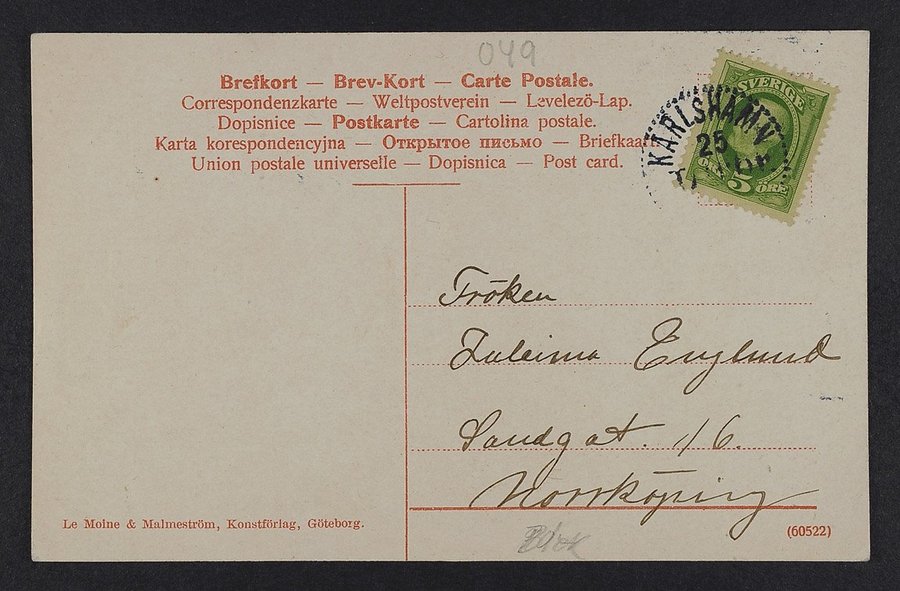 049
Brefkort — Brev-Kort — Carte Postale.
Correspondenzkarte — Weltpostverein — Levelezō-Lap.
Dopisnice — Postkarte — Cartolina postale.
Karta korespondencyjna — Открытое письмо — Briefkaart
Union postale universelle — Dopisnica — Post card.
SVERIGE
KARLSHAMN
25
5 ÖRE
Fröken
Zuleima Englund
Sandgat. 16.
Norrköping
Le Moine & Malmeström, Konstförlag, Göteborg.
(60522)